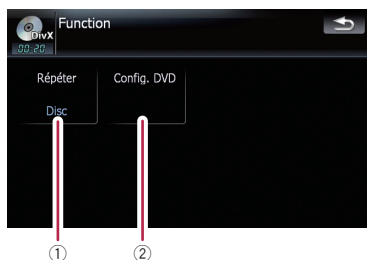 Function
DivX
00-20
Répéter
Config. DVD
Disc
1
2